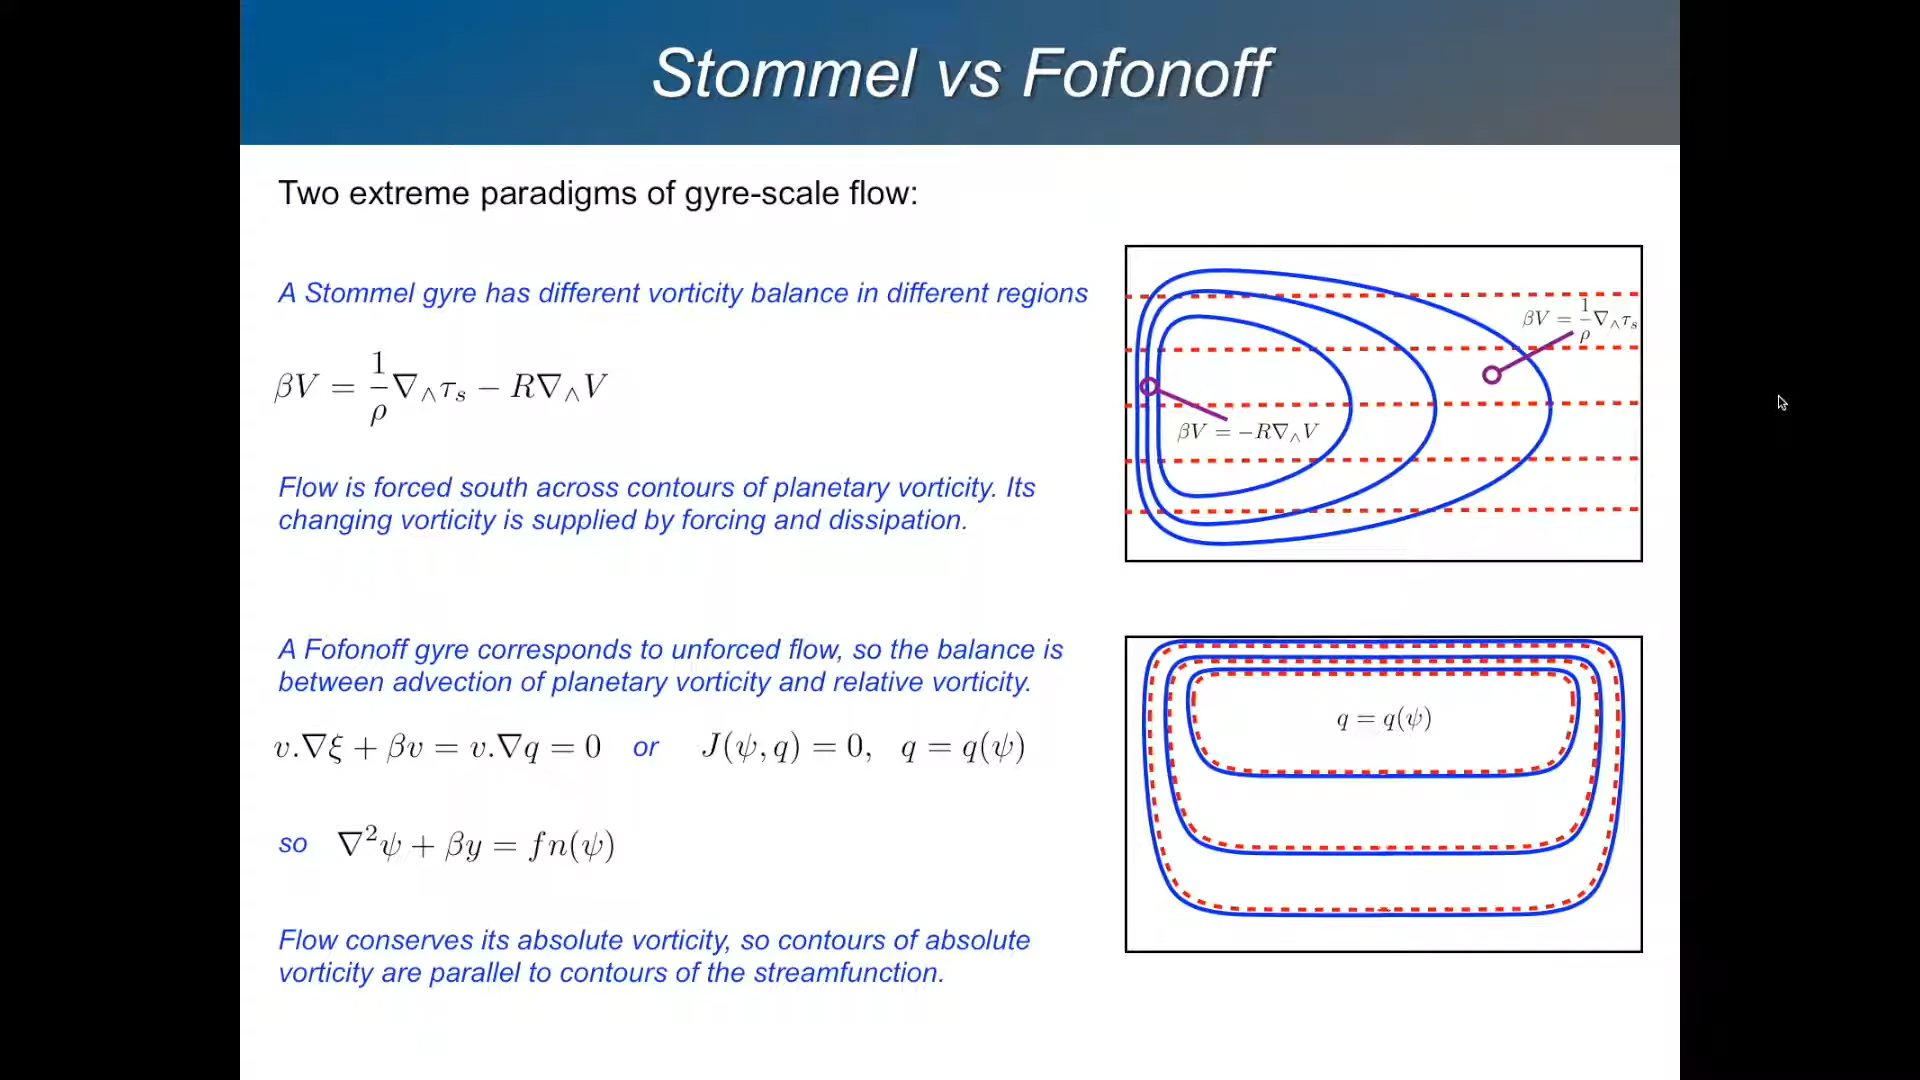 Stommel vs Fofonoff
Two extreme paradigms of gyre-scale flow:
A Stommel gyre has different vorticity balance in different regions
βV = 1/ρ ∇∧τₛ − R∇∧V
Flow is forced south across contours of planetary vorticity. Its
changing vorticity is supplied by forcing and dissipation.
βV = 1/ρ ∇∧τₛ
βV = −R∇∧V
A Fofonoff gyre corresponds to unforced flow, so the balance is
between advection of planetary vorticity and relative vorticity.
v.∇ξ + βv = v.∇q = 0 or J(ψ, q) = 0, q = q(ψ)
so ∇²ψ + βy = fn(ψ)
Flow conserves its absolute vorticity, so contours of absolute
vorticity are parallel to contours of the streamfunction.
q = q(ψ)